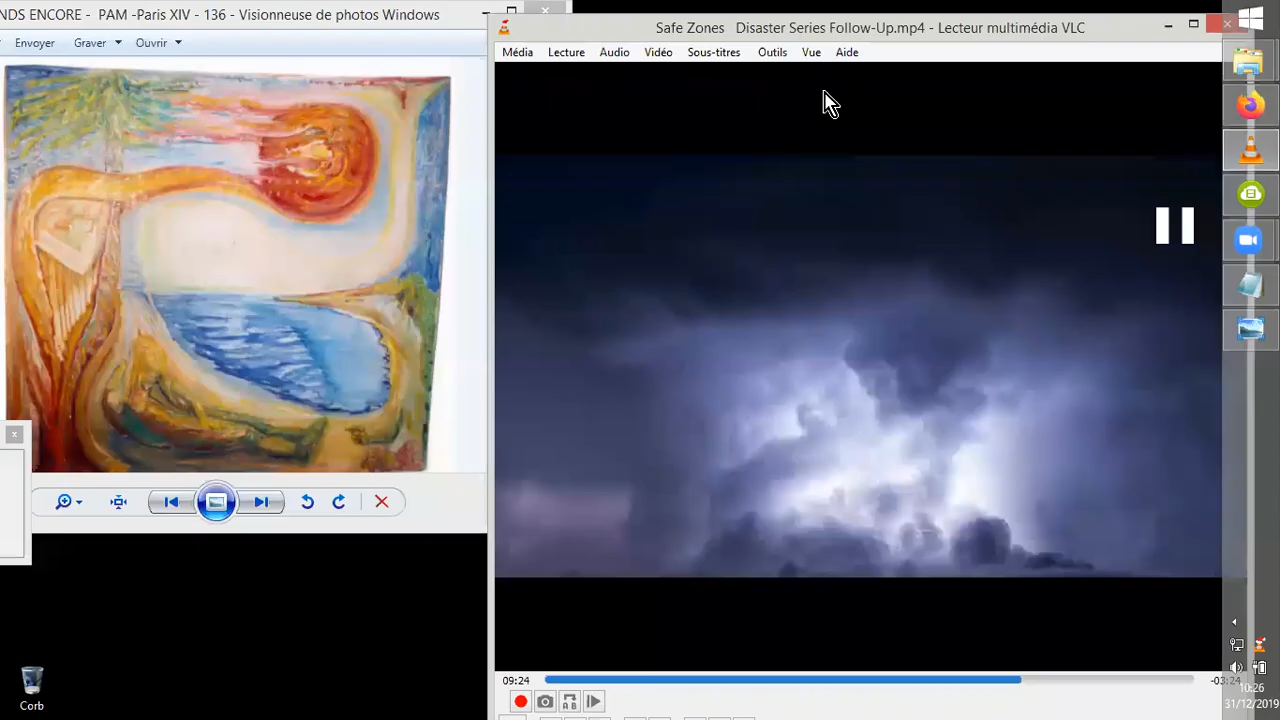 NDS ENCORE - PAM -Paris XIV - 136 - Visionneuse de photos Windows
Envoyer Graver Ouvrir
Safe Zones Disaster Series Follow-Up.mp4 - Lecteur multimédia VLC
Média Lecture Audio Vidéo Sous-titres Outils Vue Aide
Corb
09:24
-03:24
10:26
31/12/2019